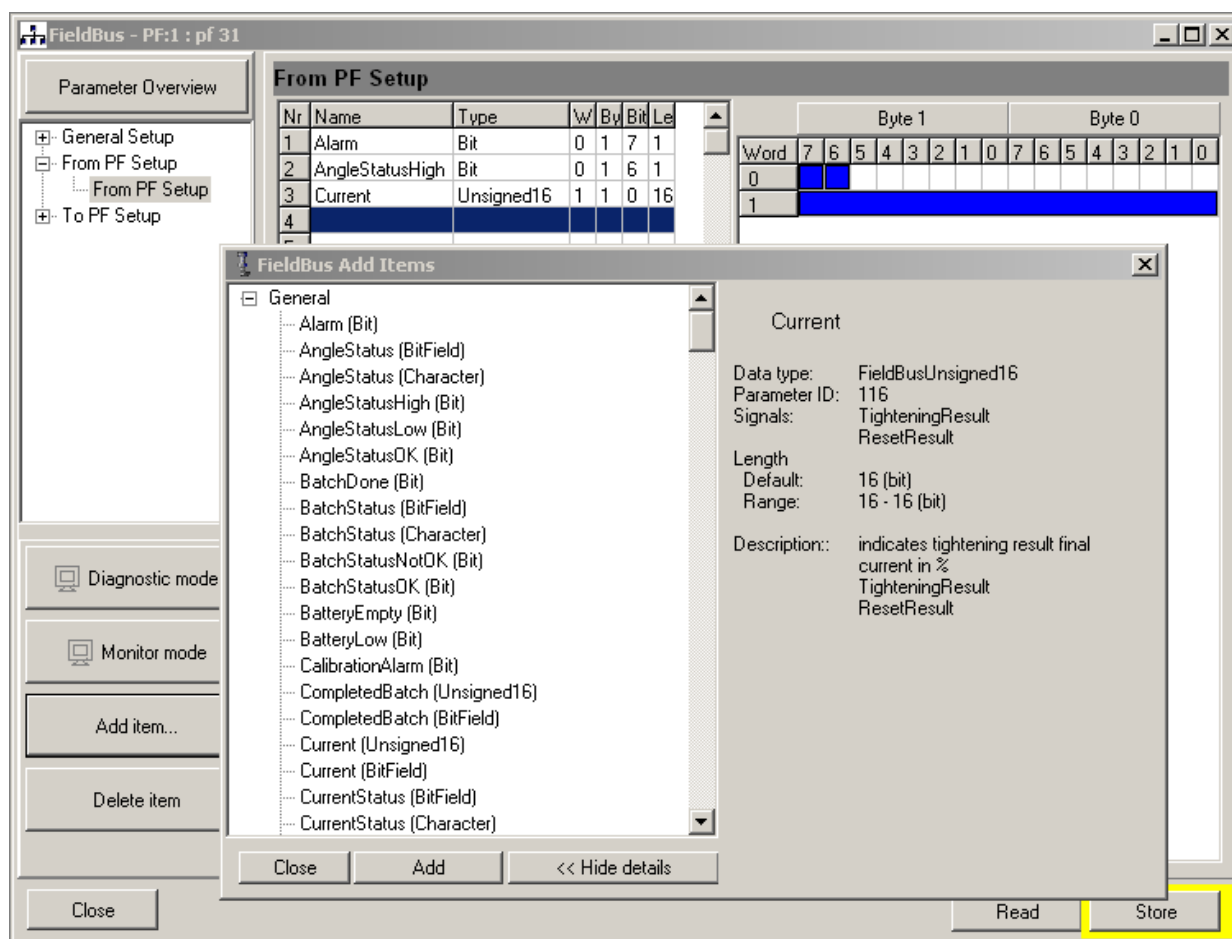 FieldBus - PF:1 : pf 31
Parameter Overview
General Setup
From PF Setup
From PF Setup
To PF Setup
From PF Setup
Nr Name Type W By Bit Le
1 Alarm Bit 0 1 7 1
2 AngleStatusHigh Bit 0 1 6 1
3 Current Unsigned16 1 1 0 16
4
Byte 1 Byte 0
Word 7 6 5 4 3 2 1 0 7 6 5 4 3 2 1 0
0
1
FieldBus Add Items
General
Alarm (Bit)
AngleStatus (BitField)
AngleStatus (Character)
AngleStatusHigh (Bit)
AngleStatusLow (Bit)
AngleStatusOK (Bit)
BatchDone (Bit)
BatchStatus (BitField)
BatchStatus (Character)
BatchStatusNotOK (Bit)
BatchStatusOK (Bit)
BatteryEmpty (Bit)
BatteryLow (Bit)
CalibrationAlarm (Bit)
CompletedBatch (Unsigned16)
CompletedBatch (BitField)
Current (Unsigned16)
Current (BitField)
CurrentStatus (BitField)
CurrentStatus (Character)
Current
Data type: FieldBusUnsigned16
Parameter ID: 116
Signals: TighteningResult
ResetResult
Length
Default: 16 (bit)
Range: 16 - 16 (bit)
Description:: indicates tightening result final
current in %
TighteningResult
ResetResult
Close Add << Hide details
Diagnostic mode
Monitor mode
Add item...
Delete item
Close Read Store